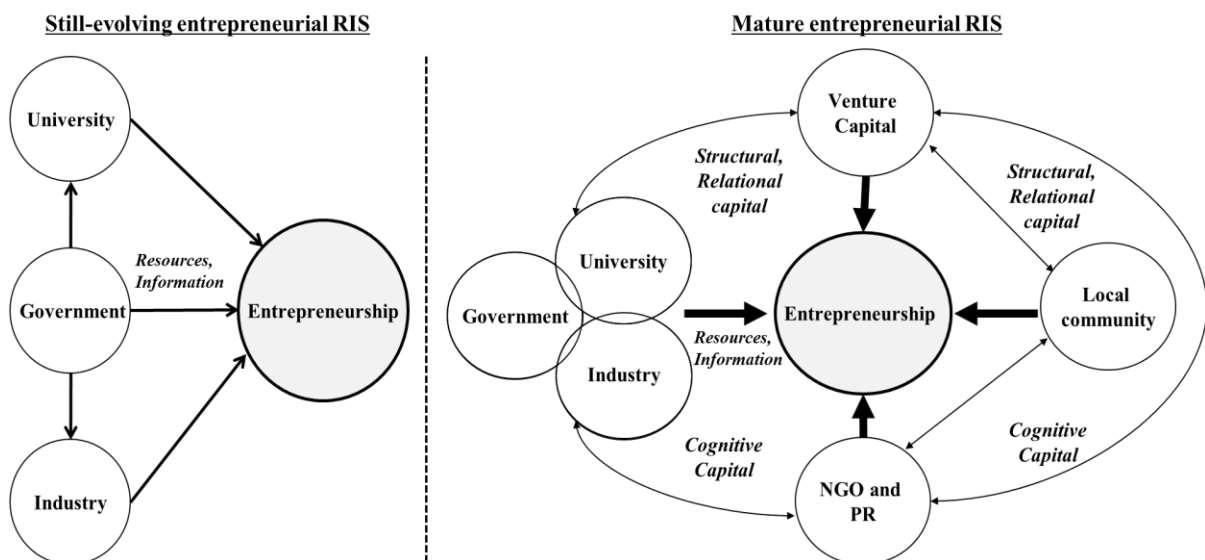 Still-evolving entrepreneurial RIS
University
Resources,
Information
Government
Entrepreneurship
Industry
Mature entrepreneurial RIS
Venture
Capital
Structural,
Relational
capital
Structural,
Relational
capital
University
Government
Entrepreneurship
Local
community
Resources,
Information
Industry
Cognitive
Capital
Cognitive
Capital
NGO and
PR